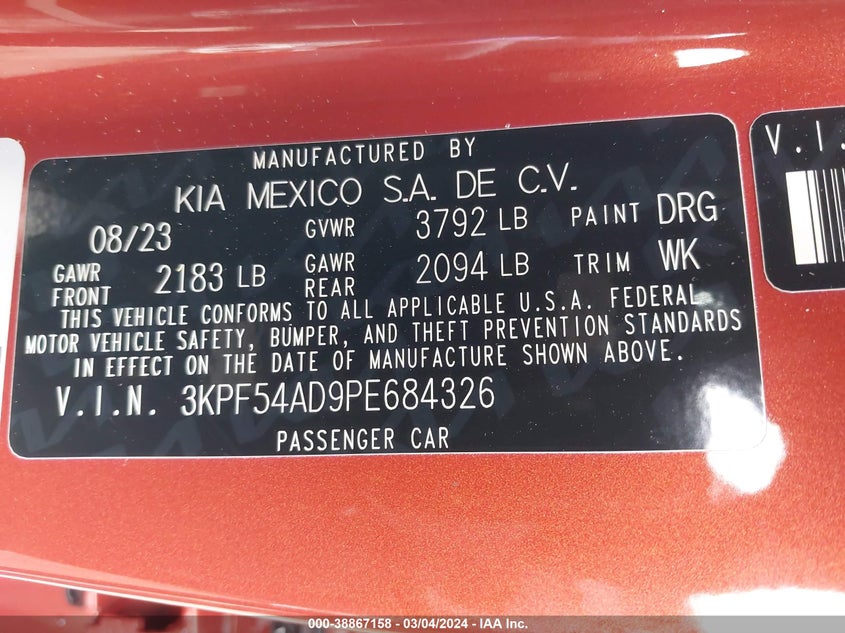 MANUFACTURED BY
KIA MEXICO S.A. DE C.V.
08/23 GVWR 3792 LB PAINT DRG
GAWR FRONT 2183 LB GAWR REAR 2094 LB TRIM WK
THIS VEHICLE CONFORMS TO ALL APPLICABLE U.S.A. FEDERAL
MOTOR VEHICLE SAFETY, BUMPER, AND THEFT PREVENTION STANDARDS
IN EFFECT ON THE DATE OF MANUFACTURE SHOWN ABOVE.
V.I.N. 3KPF54AD9PE684326
PASSENGER CAR
V.I.
000-38867158 - 03/04/2024 - IAA Inc.